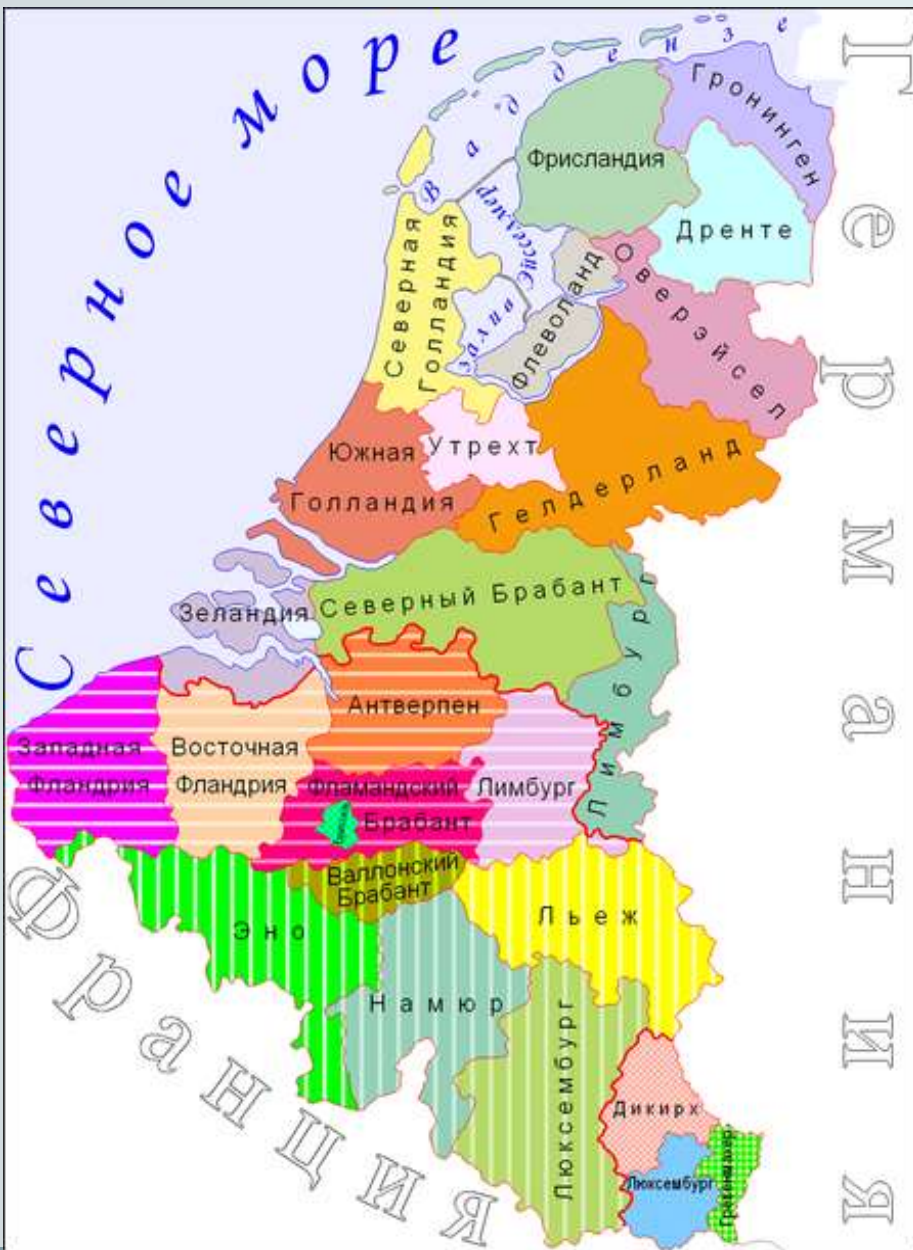 Северное море
Ваддензе
Германия
Гронинген
Фрисландия
Дренте
Северная
Голландия
Эйсселмер
залив
Флеволанд
Оверэйсел
Утрехт
Гелдерланд
Южная
Голландия
Северный Брабант
Зеландия
Лимбург
Антверпен
Западная
Фландрия
Восточная
Фландрия
Фламандский
Брабант
Лимбург
Валлонский
Брабант
Эно
Льеж
Намюр
Люксембург
Франция
Дикирх
Люксембург
Гревенмахер